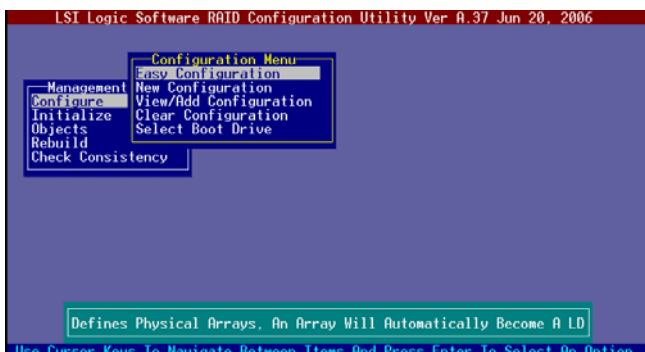 LSI Logic Software RAID Configuration Utility Ver A.37 Jun 20, 2006
Configuration Menu
Easy Configuration
New Configuration
View/Add Configuration
Clear Configuration
Select Boot Drive
Management
Configure
Initialize
Objects
Rebuild
Check Consistency
Defines Physical Arrays, An Array Will Automatically Become A LD
Use Cursor Keys To Navigate Between Items And Press Enter To Select An Option